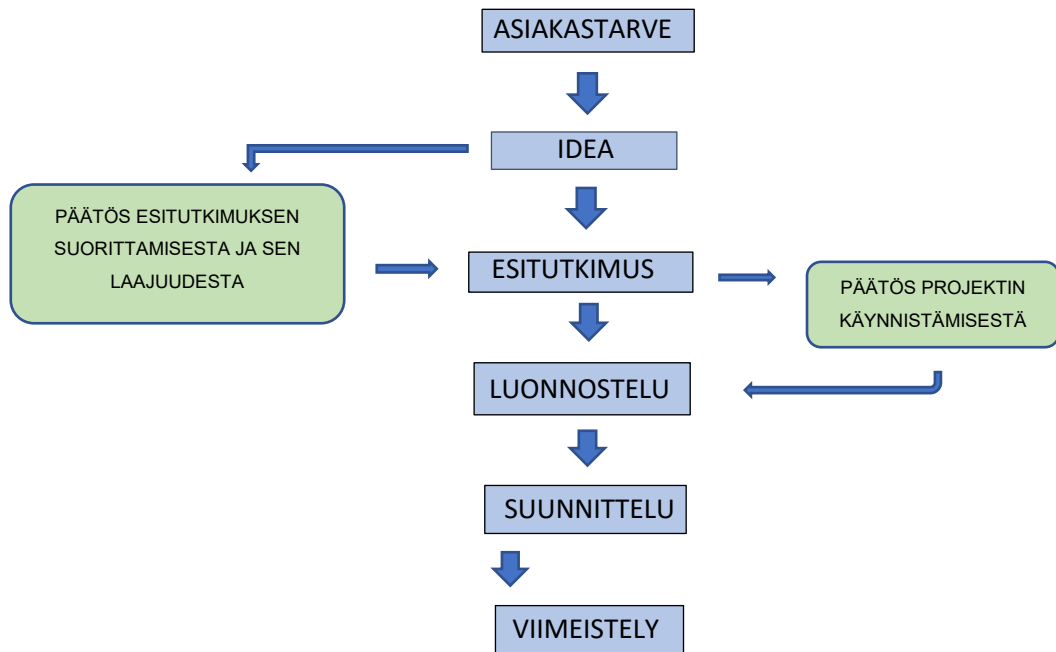 ASIAKASTARVE
IDEA
PÄÄTÖS ESITUTKIMUKSEN
SUORITTAMISESTA JA SEN
LAAJUUDESTA
ESITUTKIMUS
PÄÄTÖS PROJEKTIN
KÄYNNISTÄMISESTÄ
LUONNOSTELU
SUUNNITTELU
VIIMEISTELY